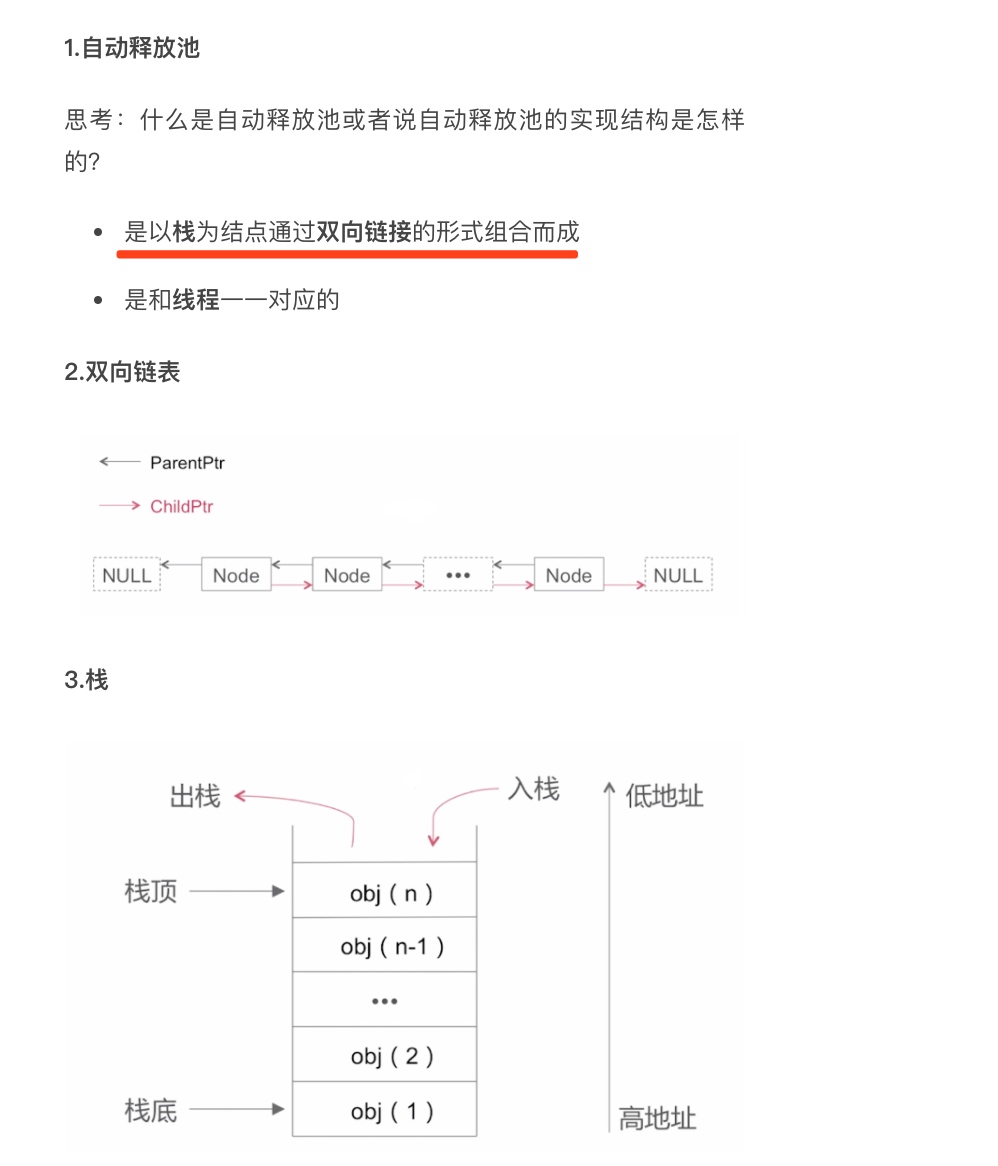 1.自动释放池
思考：什么是自动释放池或者说自动释放池的实现结构是怎样
的?
是以栈为结点通过双向链接的形式组合而成
是和线程一一对应的
2.双向链表
ParentPtr
ChildPtr
NULL Node Node ••• Node NULL
3.栈
出栈 入栈 低地址
栈顶 obj ( n )
obj ( n-1 )
•••
obj ( 2 )
栈底 obj ( 1 ) 高地址